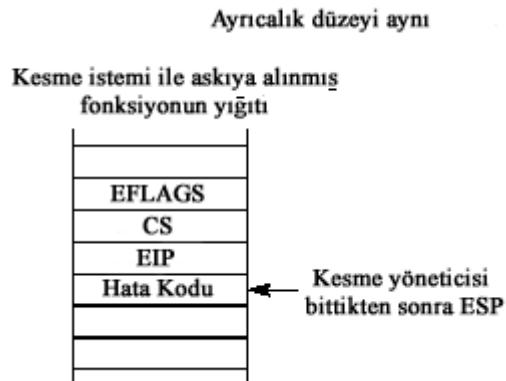 Ayrıcalık düzeyi aynı
Kesme istemi ile askıya alınmış
fonksiyonun yığıtı
EFLAGS
CS
EIP
Hata Kodu
Kesme yöneticisi
bittikten sonra ESP